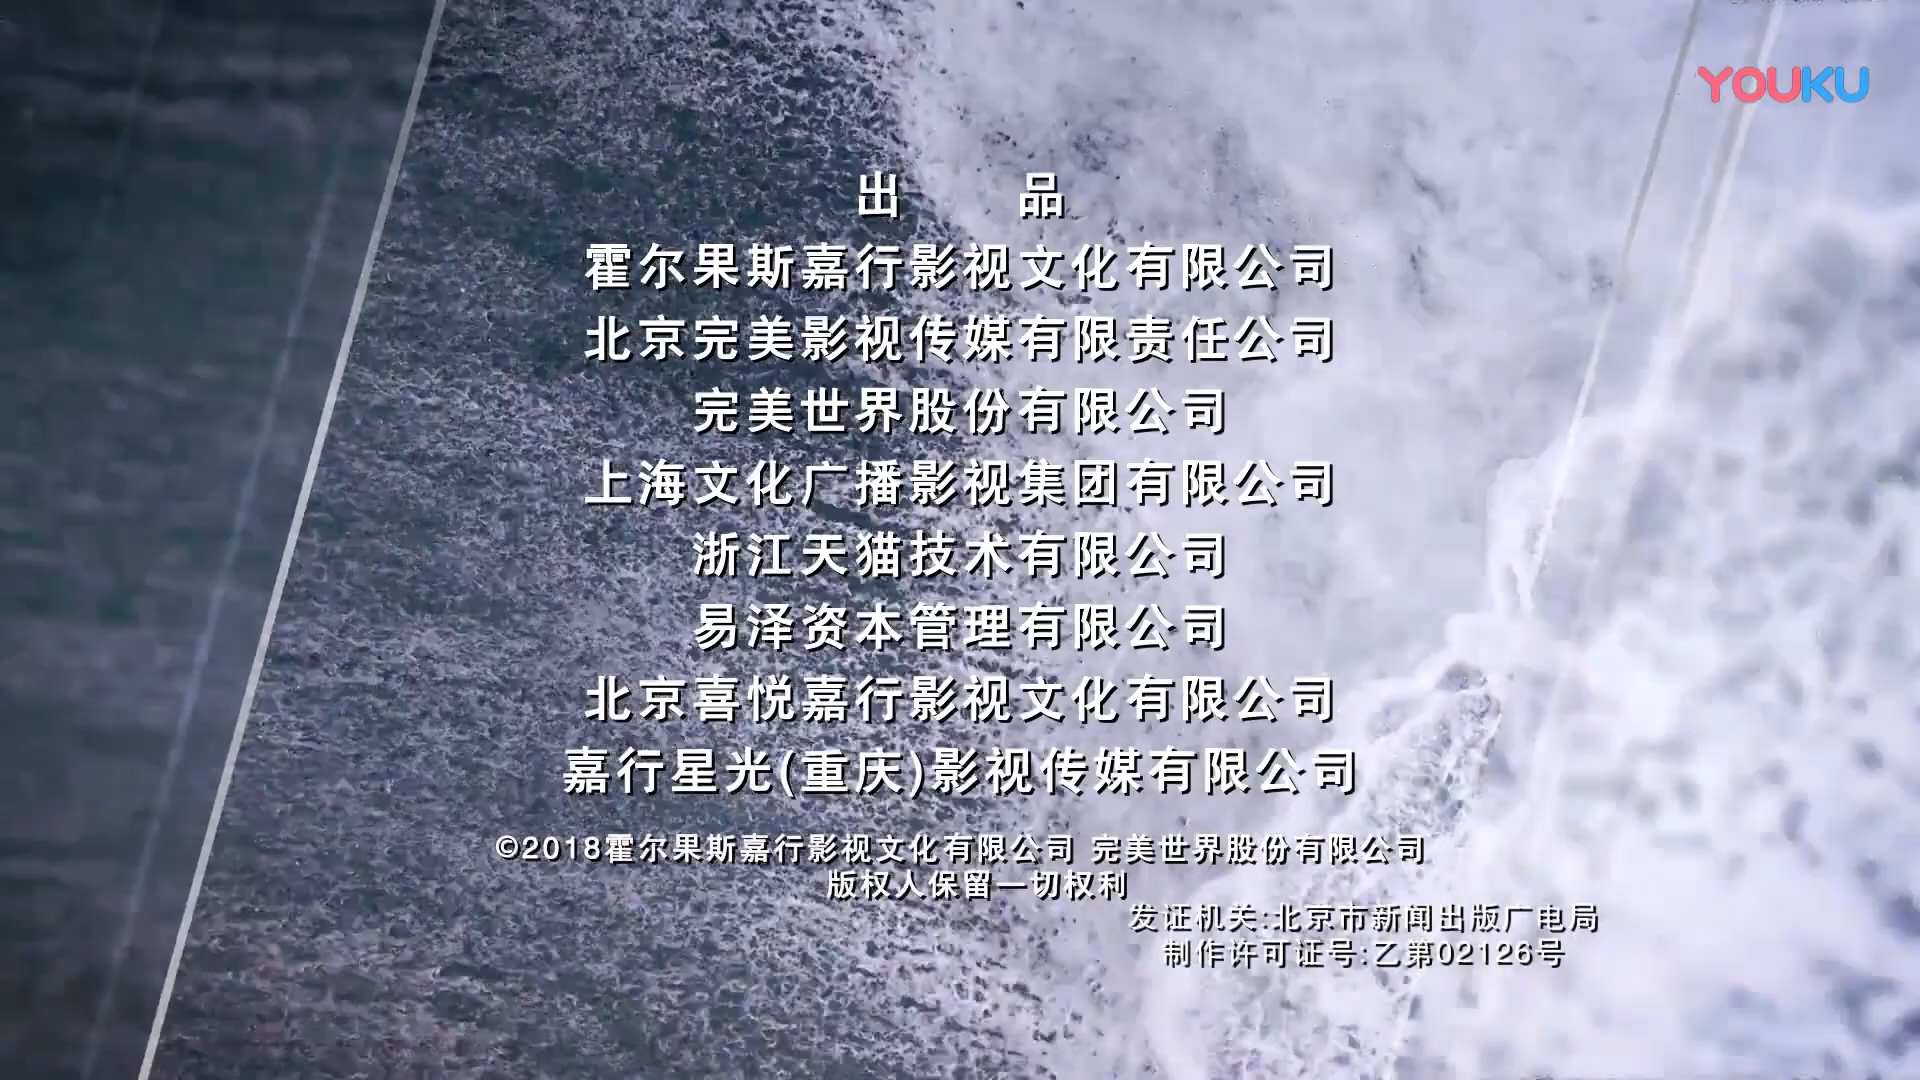 YOUKU
出 品
霍尔果斯嘉行影视文化有限公司
北京完美影视传媒有限责任公司
完美世界股份有限公司
上海文化广播影视集团有限公司
浙江天猫技术有限公司
易泽资本管理有限公司
北京喜悦嘉行影视文化有限公司
嘉行星光(重庆)影视传媒有限公司
©2018霍尔果斯嘉行影视文化有限公司 完美世界股份有限公司
版权人保留一切权利
发证机关:北京市新闻出版广电局
制作许可证号:乙第02126号